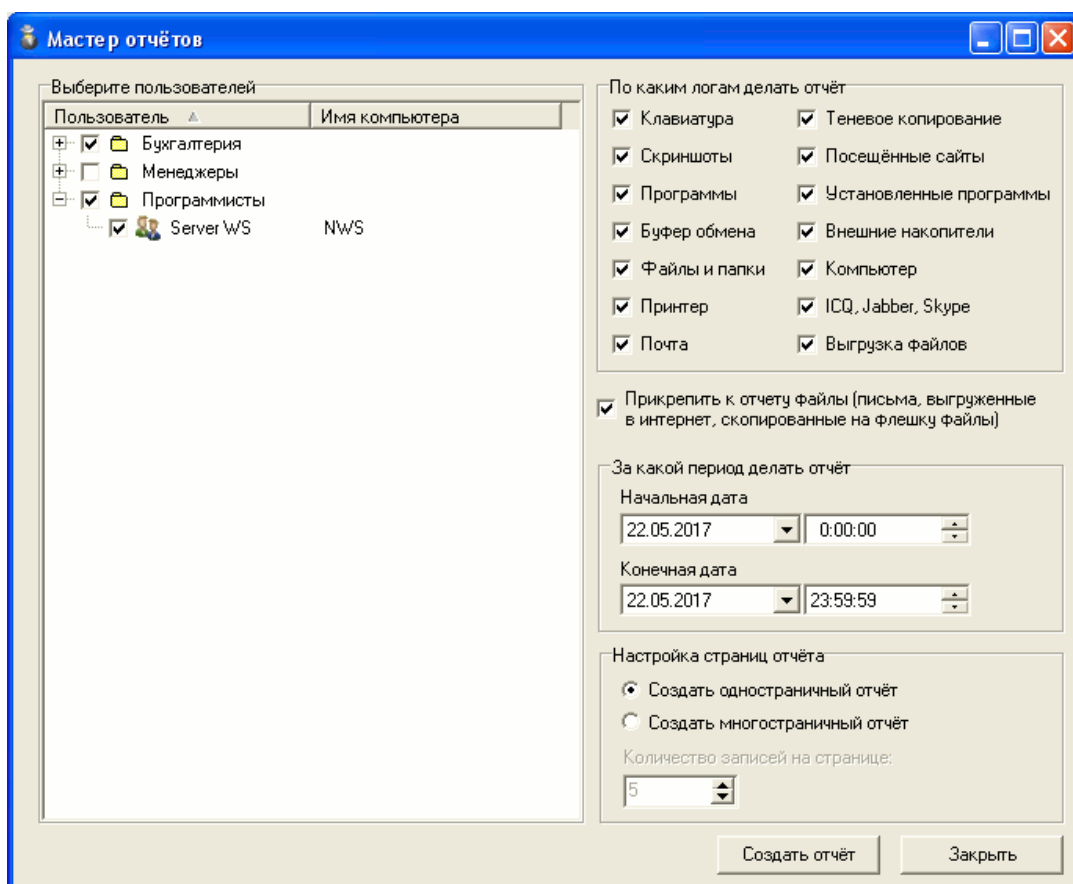 Мастер отчётов
Выберите пользователей
Пользователь Имя компьютера
Бухгалтерия
Менеджеры
Программисты
Server WS NWS
По каким логам делать отчёт
Клавиатура Теневое копирование
Скриншоты Посещённые сайты
Программы Установленные программы
Буфер обмена Внешние накопители
Файлы и папки Компьютер
Принтер ICQ, Jabber, Skype
Почта Выгрузка файлов
Прикрепить к отчету файлы (письма, выгруженные
в интернет, скопированные на флешку файлы)
За какой период делать отчёт
Начальная дата
22.05.2017 0:00:00
Конечная дата
22.05.2017 23:59:59
Настройка страниц отчёта
Создать одностраничный отчёт
Создать многостраничный отчёт
Количество записей на странице:
5
Создать отчёт Закрыть